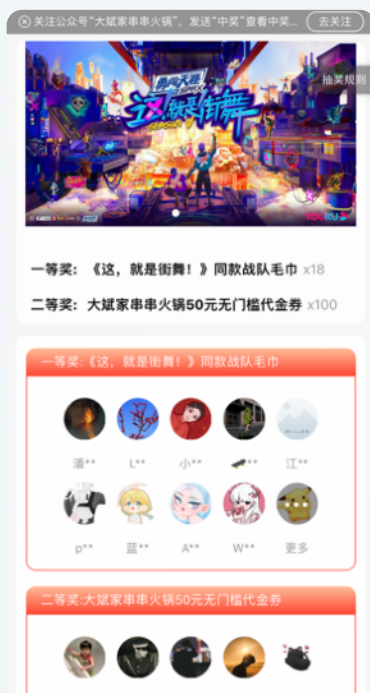 关注公众号“大斌家串串火锅”，发送“中奖”查看中奖...
去关注
抽奖规则
勇闯天涯
这！就是街舞
SEASON
YOUKU
一等奖：《这，就是街舞！》同款战队毛巾 x18
二等奖：大斌家串串火锅50元无门槛代金券 x100
一等奖:《这，就是街舞！》同款战队毛巾
潘** L** 小** 🛹** 江**
p** 蓝** A** W** 更多
二等奖:大斌家串串火锅50元无门槛代金券